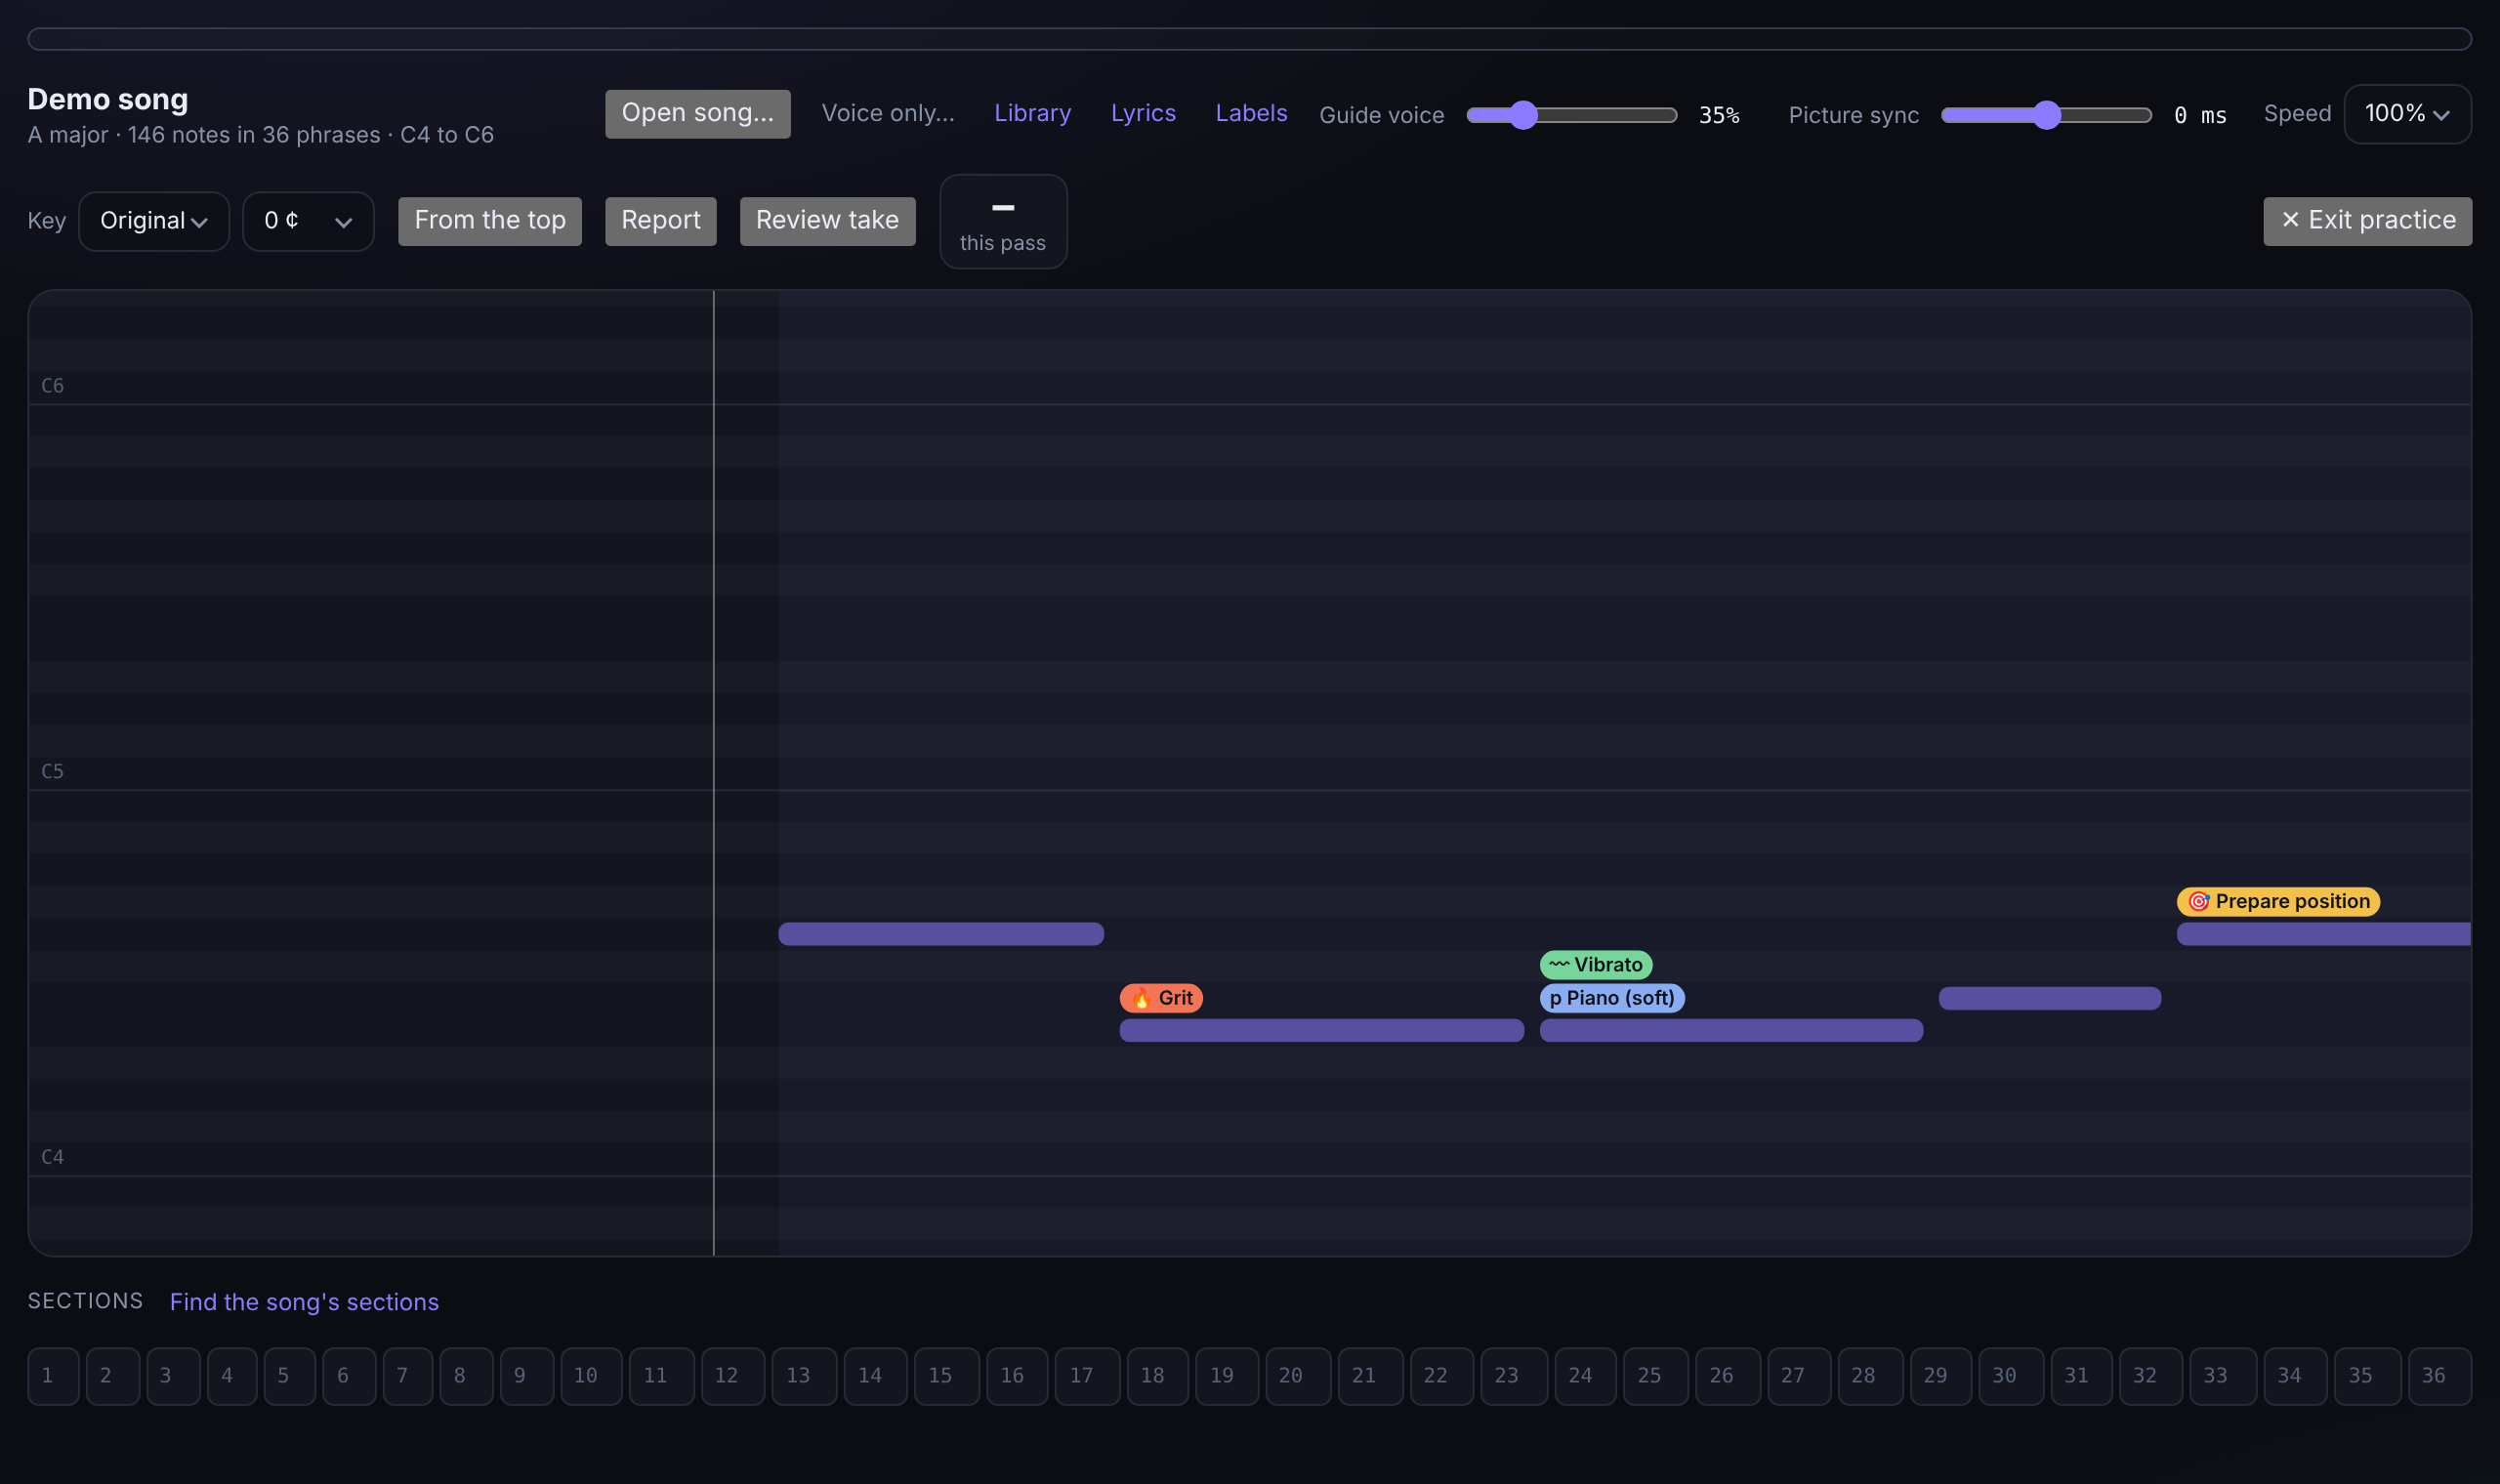 Demo song
A major · 146 notes in 36 phrases · C4 to C6
Open song...
Voice only...
Library
Lyrics
Labels
Guide voice
35%
Picture sync
0 ms
Speed
100%
Key
Original
0 ¢
From the top
Report
Review take
—
this pass
✕ Exit practice
C6
C5
🎯 Prepare position
〰 Vibrato
🔥 Grit
p Piano (soft)
C4
SECTIONS
Find the song's sections
1 2 3 4 5 6 7 8 9 10 11 12 13 14 15 16 17 18 19 20 21 22 23 24 25 26 27 28 29 30 31 32 33 34 35 36